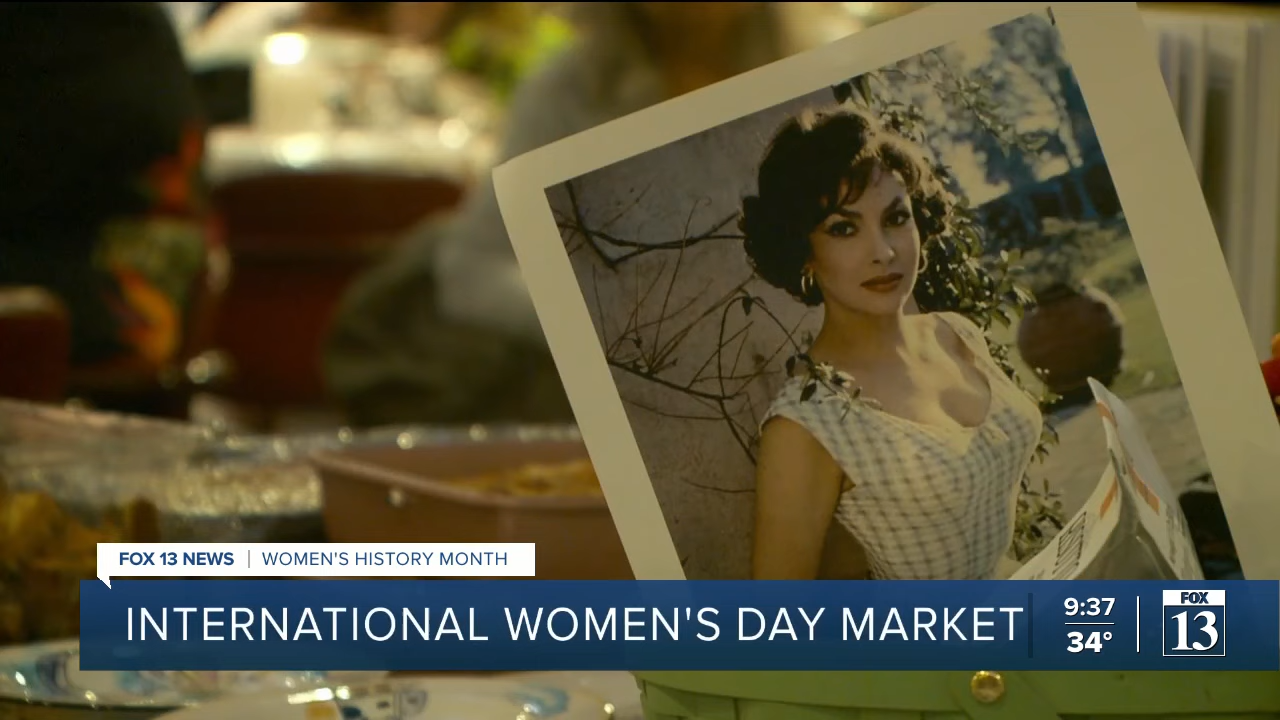 FOX 13 NEWS | WOMEN'S HISTORY MONTH
INTERNATIONAL WOMEN'S DAY MARKET
9:37
34°
FOX
13